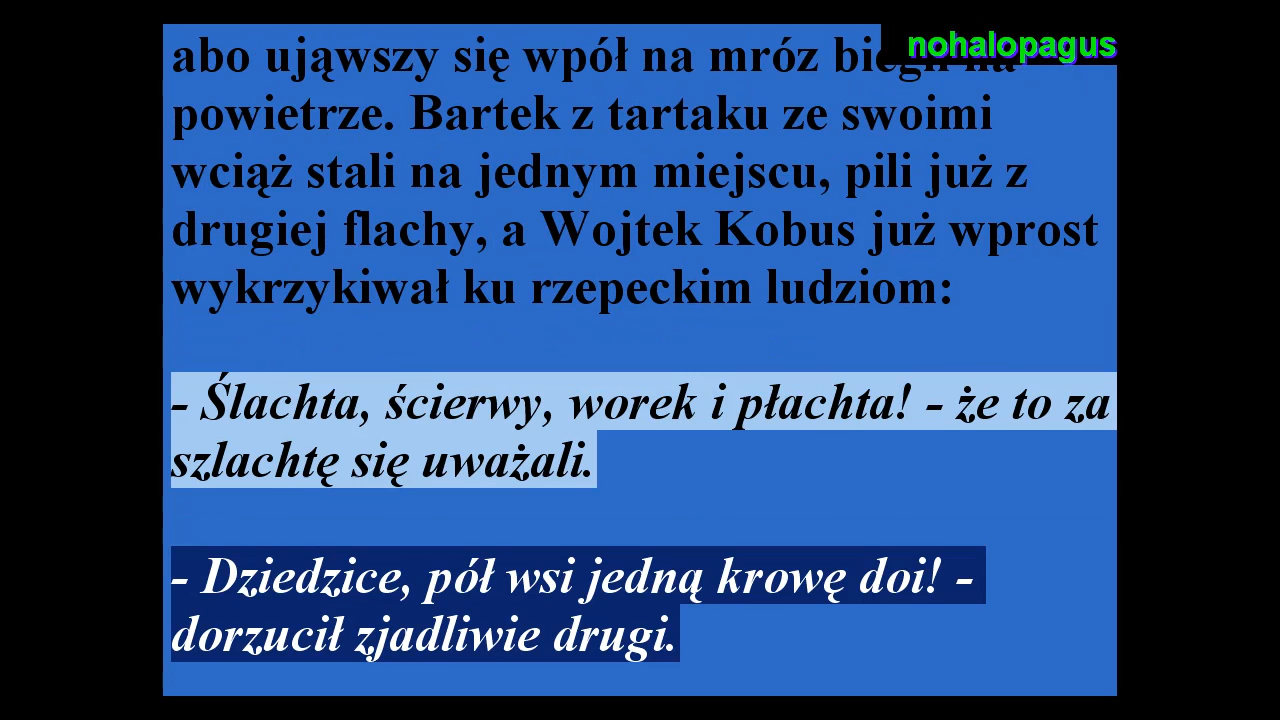 nohalopagus
abo ująwszy się wpół na mróz biegli na
powietrze. Bartek z tartaku ze swoimi
wciąż stali na jednym miejscu, pili już z
drugiej flachy, a Wojtek Kobus już wprost
wykrzykiwał ku rzepeckim ludziom:
- Ślachta, ścierwy, worek i płachta! - że to za
szlachtę się uważali.
- Dziedzice, pół wsi jedną krowę doi! -
dorzucił zjadliwie drugi.